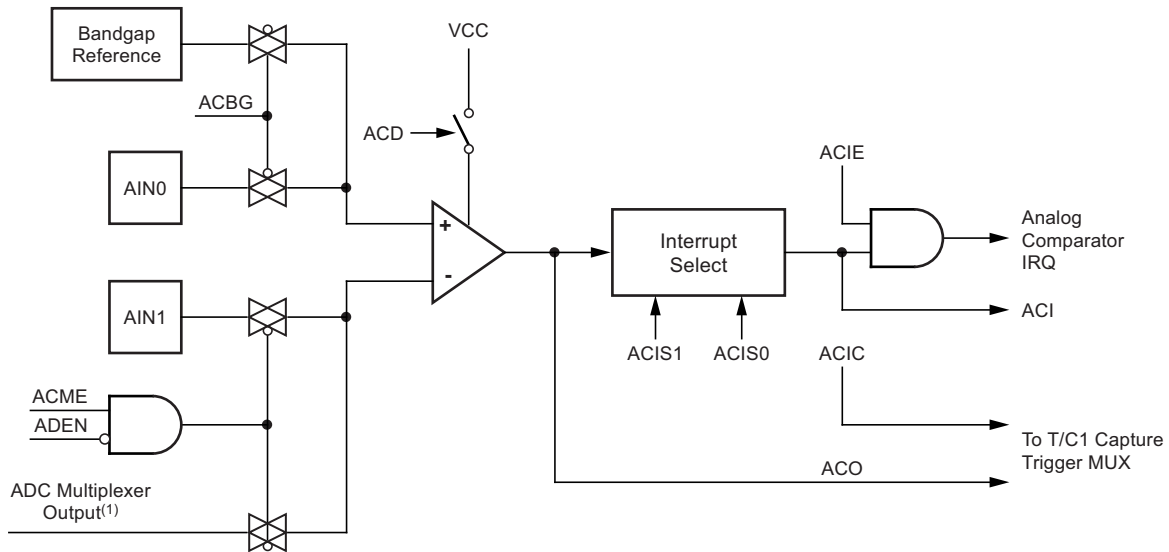 Bandgap
Reference
VCC
ACBG
ACD
ACIE
AIN0
+
Interrupt
Select
Analog
Comparator
IRQ
-
AIN1
ACI
ACIS1
ACIS0
ACIC
ACME
ADEN
To T/C1 Capture
Trigger MUX
ACO
ADC Multiplexer
Output(1)